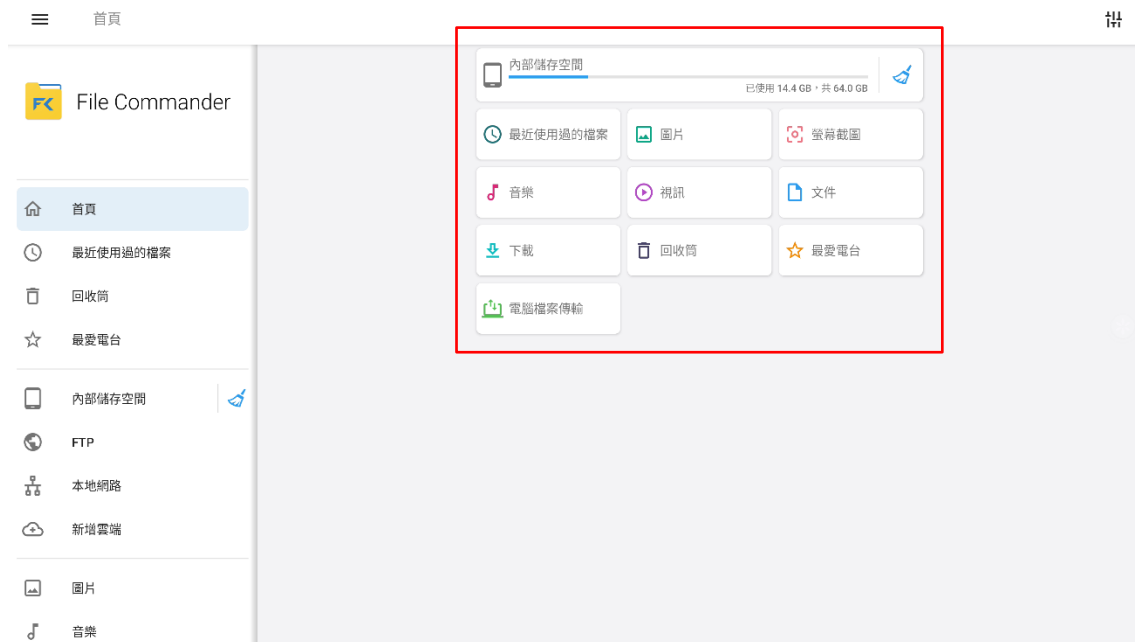 首頁
File Commander
首頁
最近使用過的檔案
回收筒
最愛電台
內部儲存空間
FTP
本地網路
新增雲端
圖片
音樂
內部儲存空間
已使用 14.4 GB，共 64.0 GB
最近使用過的檔案
圖片
螢幕截圖
音樂
視訊
文件
下載
回收筒
最愛電台
電腦檔案傳輸